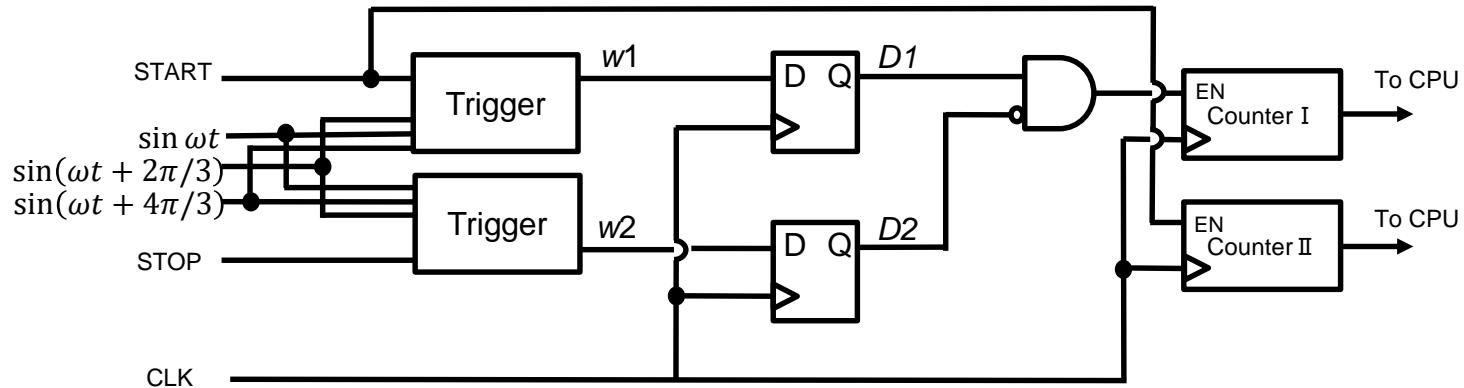 START
sin ωt
sin(ωt + 2π/3)
sin(ωt + 4π/3)
STOP
CLK
Trigger
Trigger
w1
w2
D Q
D Q
D1
D2
EN
Counter Ⅰ
EN
Counter Ⅱ
To CPU
To CPU